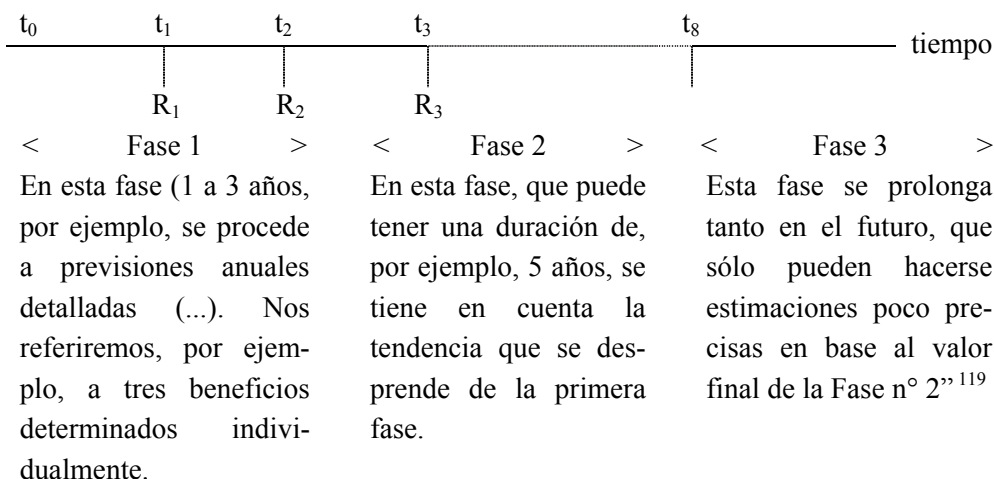 t₀ t₁ t₂ t₃ t₈
tiempo
R₁ R₂ R₃
< Fase 1 >
En esta fase (1 a 3 años,
por ejemplo, se procede
a previsiones anuales
detalladas (...). Nos
referiremos, por ejem-
plo, a tres beneficios
determinados indivi-
dualmente.
< Fase 2 >
En esta fase, que puede
tener una duración de,
por ejemplo, 5 años, se
tiene en cuenta la
tendencia que se des-
prende de la primera
fase.
< Fase 3 >
Esta fase se prolonga
tanto en el futuro, que
sólo pueden hacerse
estimaciones poco pre-
cisas en base al valor
final de la Fase n° 2” ¹¹⁹